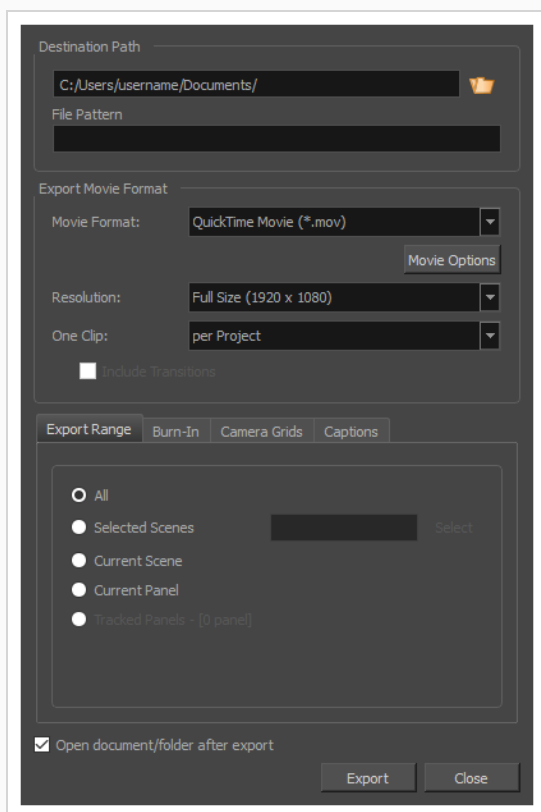 Destination Path
C:/Users/username/Documents/
File Pattern
Export Movie Format
Movie Format: QuickTime Movie (*.mov)
Movie Options
Resolution: Full Size (1920 x 1080)
One Clip: per Project
Include Transitions
Export Range Burn-In Camera Grids Captions
All
Selected Scenes Select
Current Scene
Current Panel
Tracked Panels - [0 panel]
Open document/folder after export
Export Close